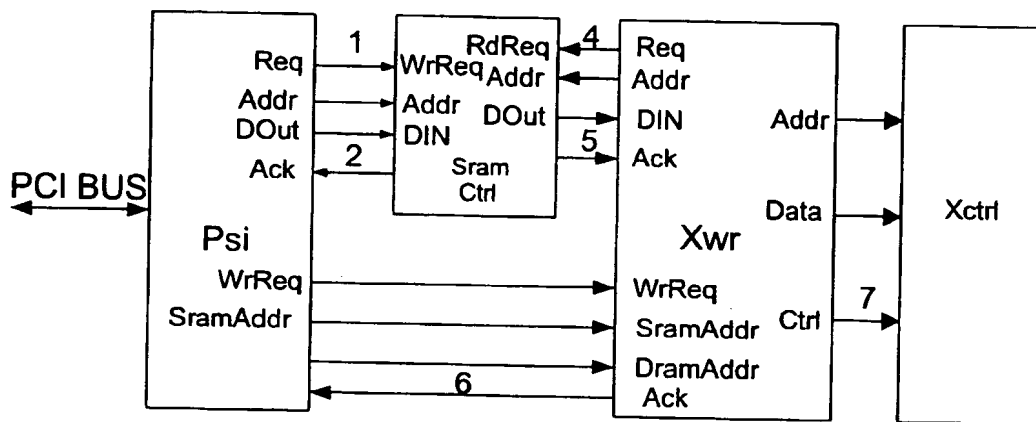 PCI BUS
Req
Addr
DOut
Ack
Psi
WrReq
SramAddr
1
2
6
WrReq
Addr
DIN
RdReq
Addr
DOut
Sram
Ctrl
4
5
Req
Addr
DIN
Ack
Xwr
WrReq
SramAddr
DramAddr
Ack
Addr
Data
Ctrl
7
Xctrl